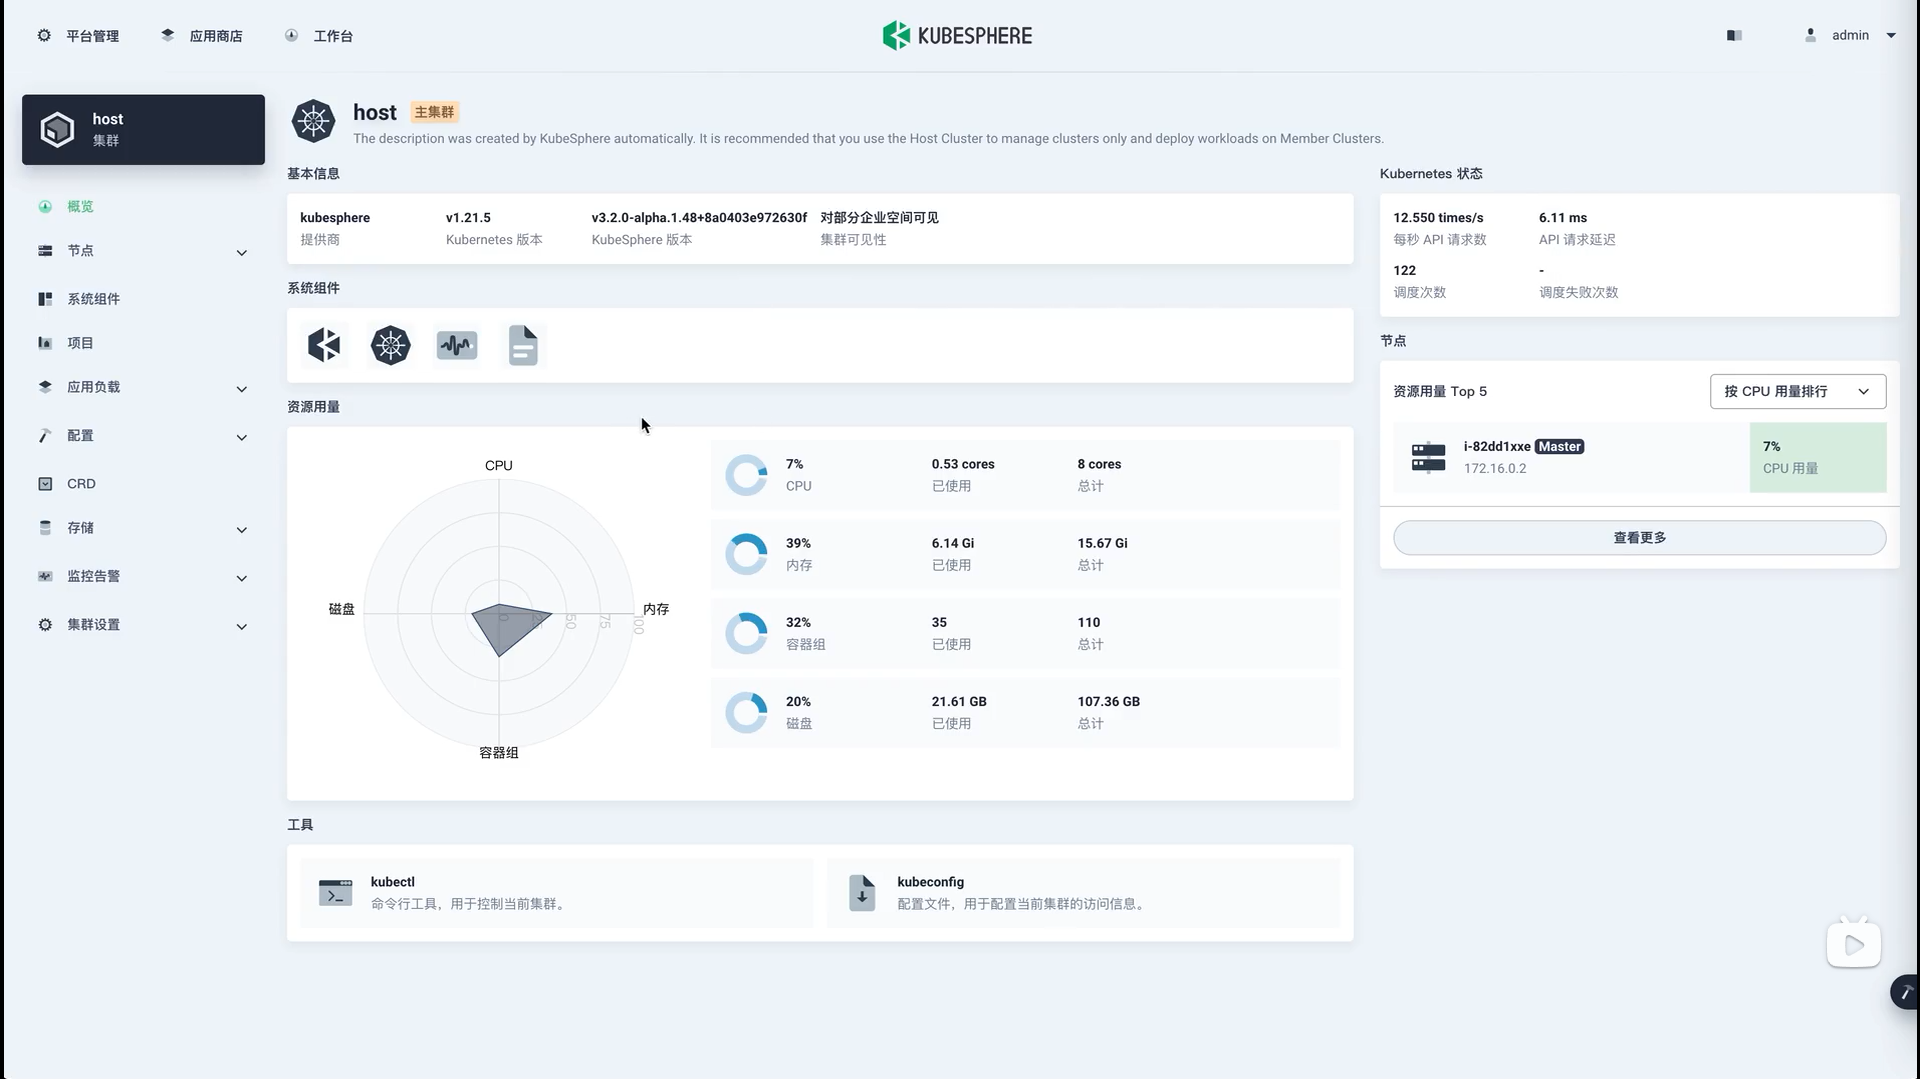 平台管理
应用商店
工作台
KUBESPHERE
admin
host
集群
概览
节点
系统组件
项目
应用负载
配置
CRD
存储
监控告警
集群设置
host 主集群
The description was created by KubeSphere automatically. It is recommended that you use the Host Cluster to manage clusters only and deploy workloads on Member Clusters.
基本信息
kubesphere
提供商
v1.21.5
Kubernetes 版本
v3.2.0-alpha.1.48+8a0403e972630f
KubeSphere 版本
对部分企业空间可见
集群可见性
系统组件
资源用量
CPU
内存
容器组
磁盘
0
25
50
75
100
7%
CPU
0.53 cores
已使用
8 cores
总计
39%
内存
6.14 Gi
已使用
15.67 Gi
总计
32%
容器组
35
已使用
110
总计
20%
磁盘
21.61 GB
已使用
107.36 GB
总计
工具
kubectl
命令行工具，用于控制当前集群。
kubeconfig
配置文件，用于配置当前集群的访问信息。
Kubernetes 状态
12.550 times/s
每秒 API 请求数
6.11 ms
API 请求延迟
122
调度次数
-
调度失败次数
节点
资源用量 Top 5
按 CPU 用量排行
i-82dd1xxe Master
172.16.0.2
7%
CPU 用量
查看更多